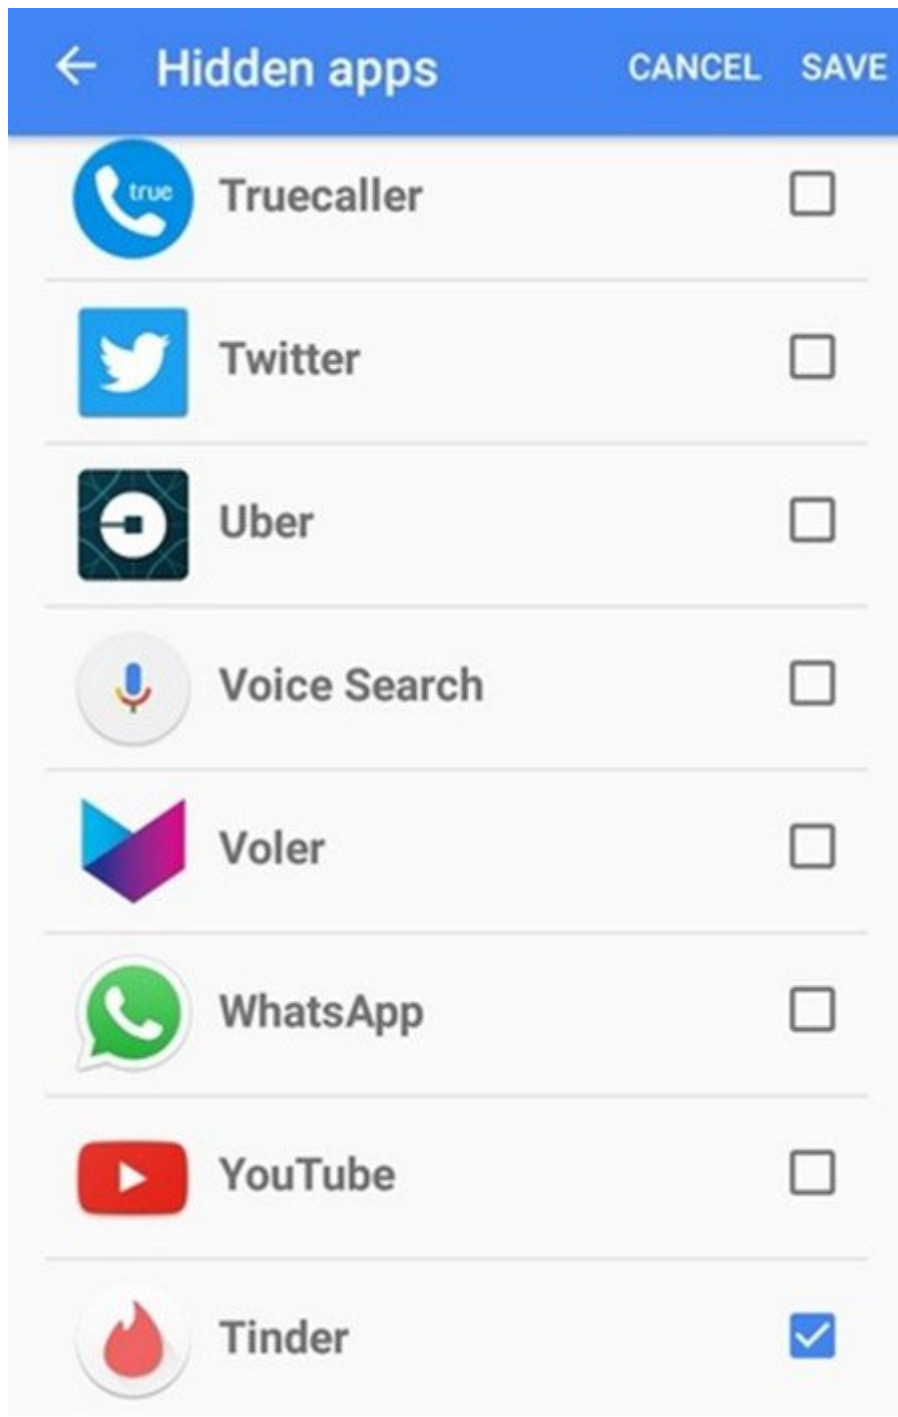 Hidden apps CANCEL SAVE
true Truecaller
Twitter
Uber
Voice Search
Voler
WhatsApp
YouTube
Tinder